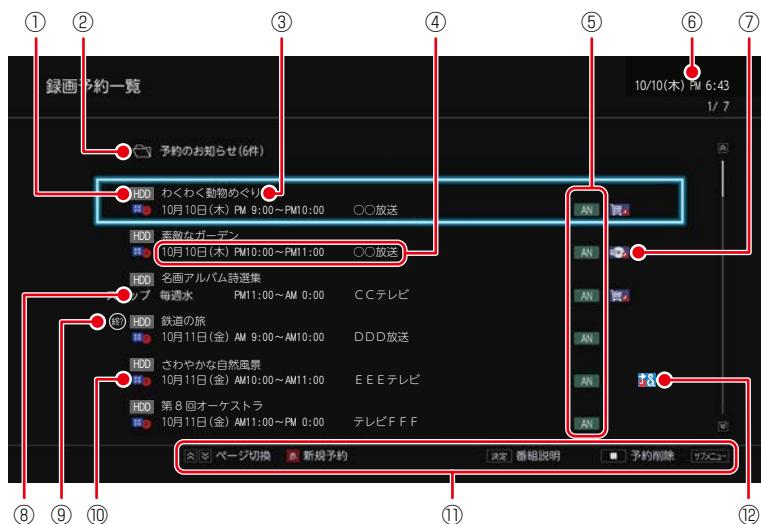 ① ② ③ ④ ⑤ ⑥ ⑦
録画予約一覧
10/10(木) PM 6:43
1/ 7
予約のお知らせ(6件)
HDD わくわく動物めぐり
10月10日(木) PM 9:00～PM10:00 〇〇放送 AN
HDD 素敵なガーデン
10月10日(木) PM10:00～PM11:00 〇〇放送 AN
HDD 名画アルバム詩選集
ップ 毎週水 PM11:00～AM 0:00 CCテレビ AN
終? HDD 鉄道の旅
10月11日(金) AM 9:00～AM10:00 DDD放送 AN
HDD さわやかな自然風景
10月11日(金) AM10:00～AM11:00 EEEテレビ AN
HDD 第8回オーケストラ
10月11日(金) AM11:00～PM 0:00 テレビFFF AN
ページ切換 赤 新規予約 決定 番組説明 ■ 予約削除 サブメニュー
⑧ ⑨ ⑩ ⑪ ⑫